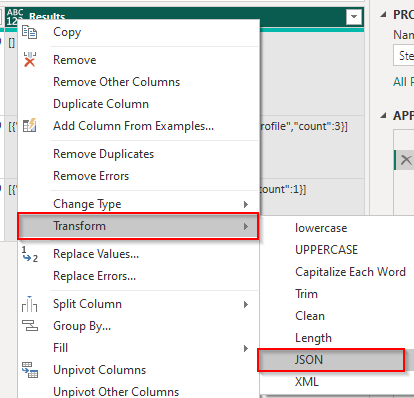 ABC
123
Results
PRO
Nam
[]
Copy
Ste
Remove
All P
Remove Other Columns
Duplicate Column
APP
Add Column From Examples...
[{"
rofile","count":3}]
Remove Duplicates
Remove Errors
[{"
ount":1}]
Change Type
Transform
lowercase
Replace Values...
UPPERCASE
Replace Errors...
Capitalize Each Word
Trim
Split Column
Clean
Group By...
Length
Fill
JSON
Unpivot Columns
XML
Unpivot Other Columns